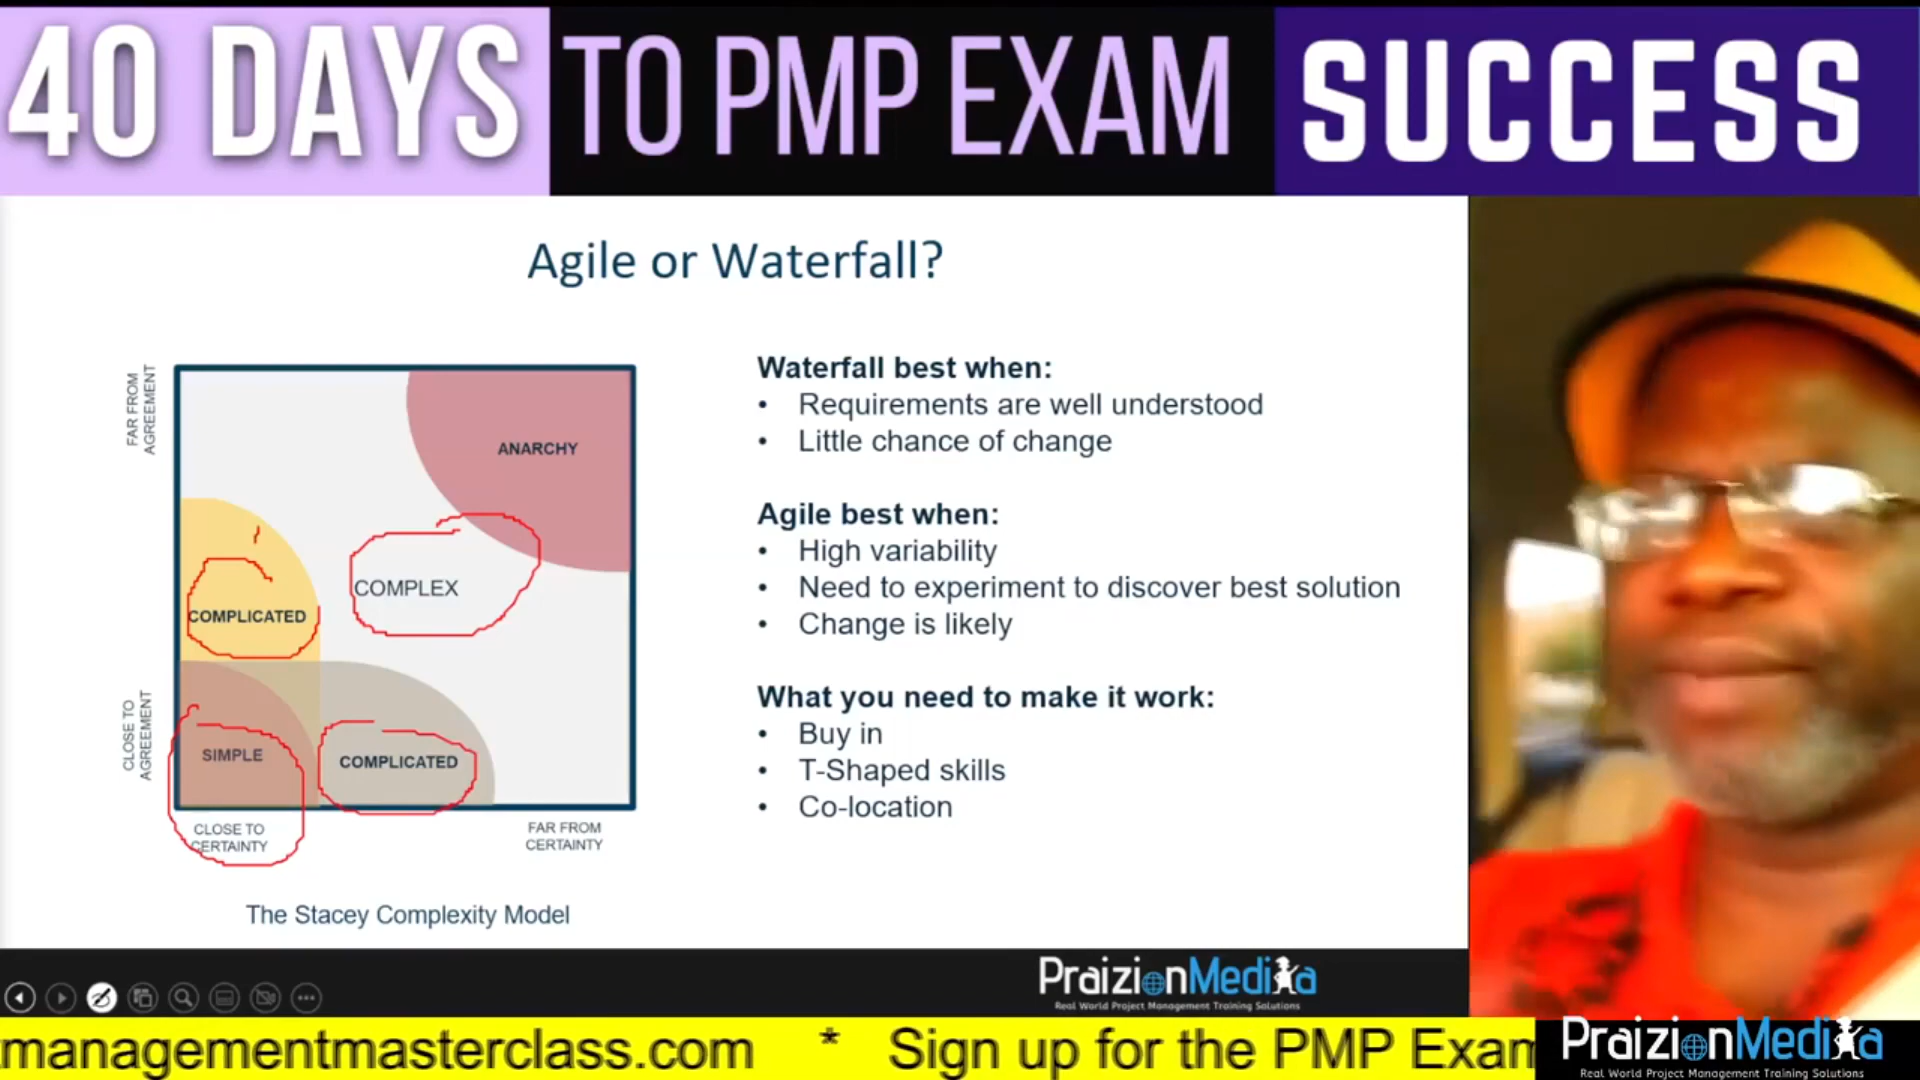 40 DAYS TO PMP EXAM SUCCESS
Agile or Waterfall?
FAR FROM
AGREEMENT
ANARCHY
COMPLICATED
COMPLEX
CLOSE TO
AGREEMENT
SIMPLE
COMPLICATED
CLOSE TO
CERTAINTY
FAR FROM
CERTAINTY
The Stacey Complexity Model
Waterfall best when:
• Requirements are well understood
• Little chance of change
Agile best when:
• High variability
• Need to experiment to discover best solution
• Change is likely
What you need to make it work:
• Buy in
• T-Shaped skills
• Co-location
PraizionMedia
Real World Project Management Training Solutions
managementmasterclass.com * Sign up for the PMP Exam
PraizionMedia
Real World Project Management Training Solutions